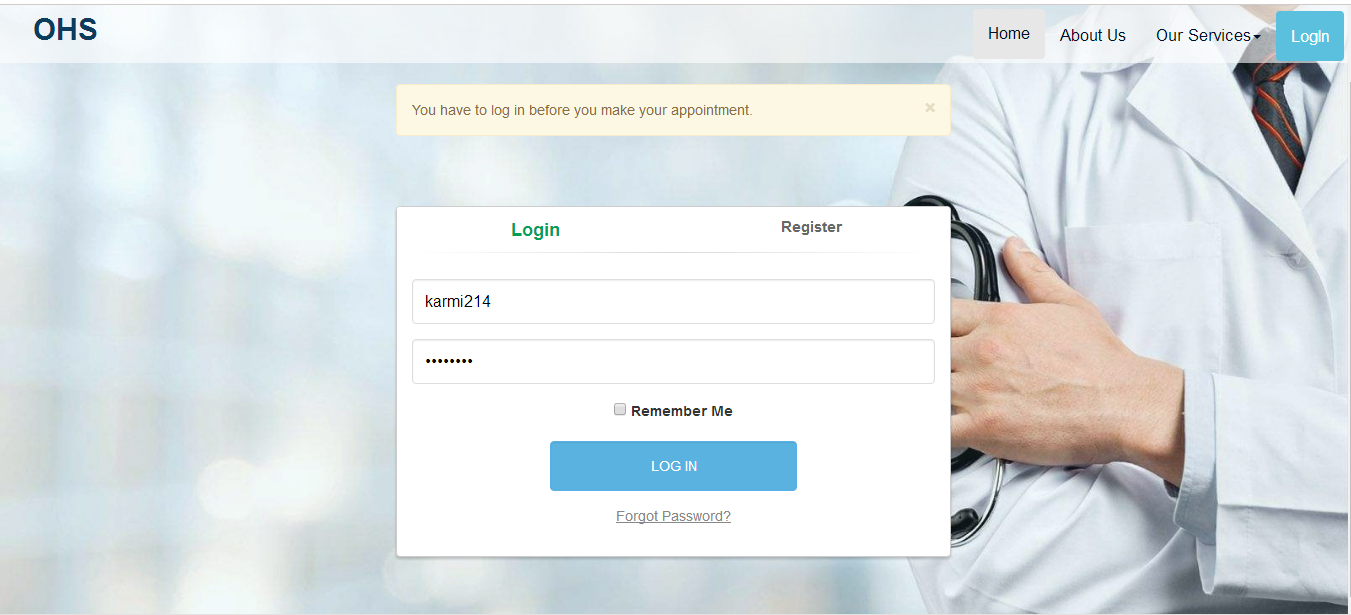 OHS
Home
About Us
Our Services
Login
You have to log in before you make your appointment.
×
Login
Register
karmi214
••••••••
Remember Me
LOG IN
Forgot Password?